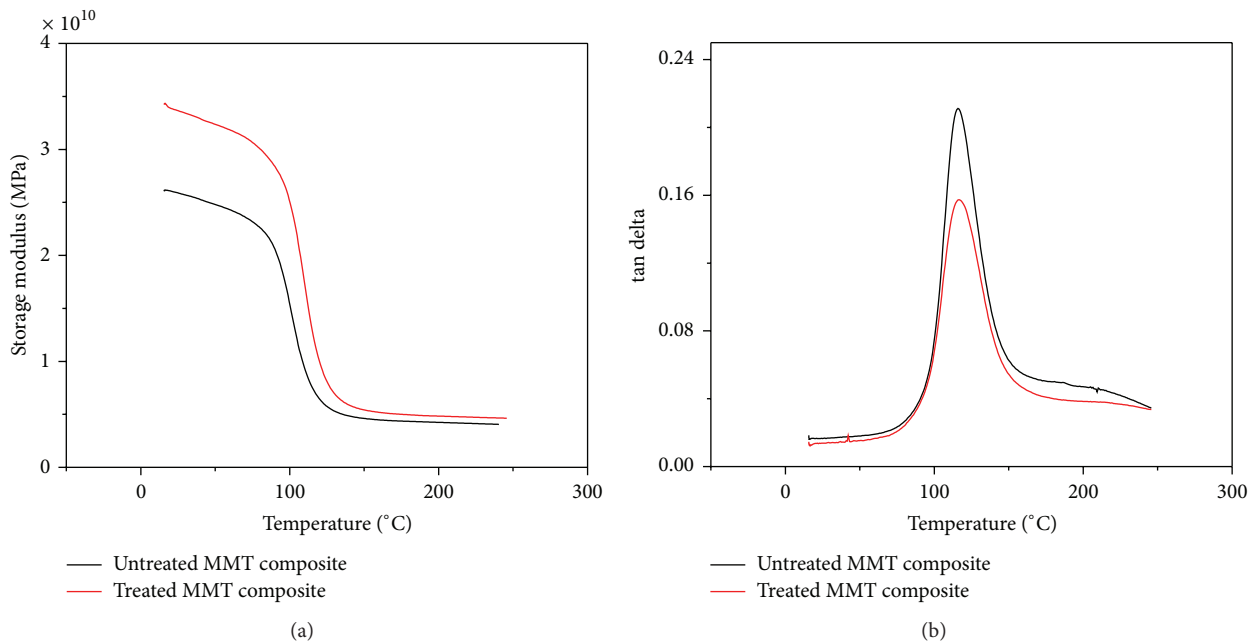 × 10¹⁰
4
3
2
1
0
Storage modulus (MPa)
0 100 200 300
Temperature (°C)
Untreated MMT composite
Treated MMT composite
(a)
0.24
0.16
0.08
0.00
tan delta
0 100 200 300
Temperature (°C)
Untreated MMT composite
Treated MMT composite
(b)